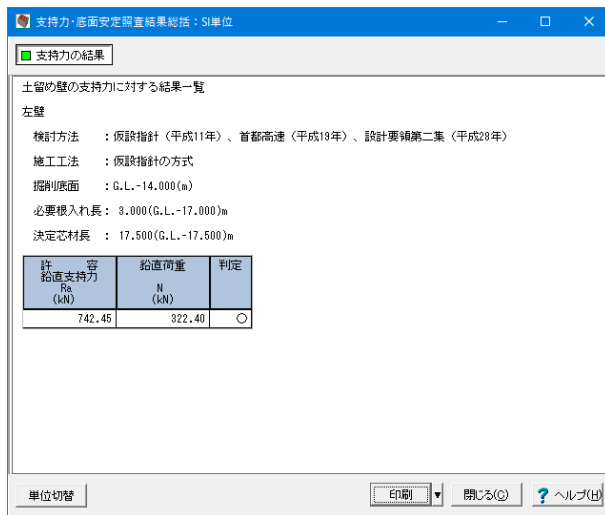 支持力・底面安定照査結果総括：SI単位
支持力の結果
土留め壁の支持力に対する結果一覧
左壁
検討方法 ：仮設指針（平成11年）、首都高速（平成19年）、設計要領第二集（平成28年）
施工工法 ：仮設指針の方式
掘削底面 ：G.L.-14.000(m)
必要根入れ長： 3.000(G.L.-17.000)m
決定芯材長 ： 17.500(G.L.-17.500)m
許 容 鉛直荷重 判定
鉛直支持力
Ra N
(kN) (kN)
742.45 322.40 ○
単位切替 印刷 ▼ 閉じる(C) ? ヘルプ(H)